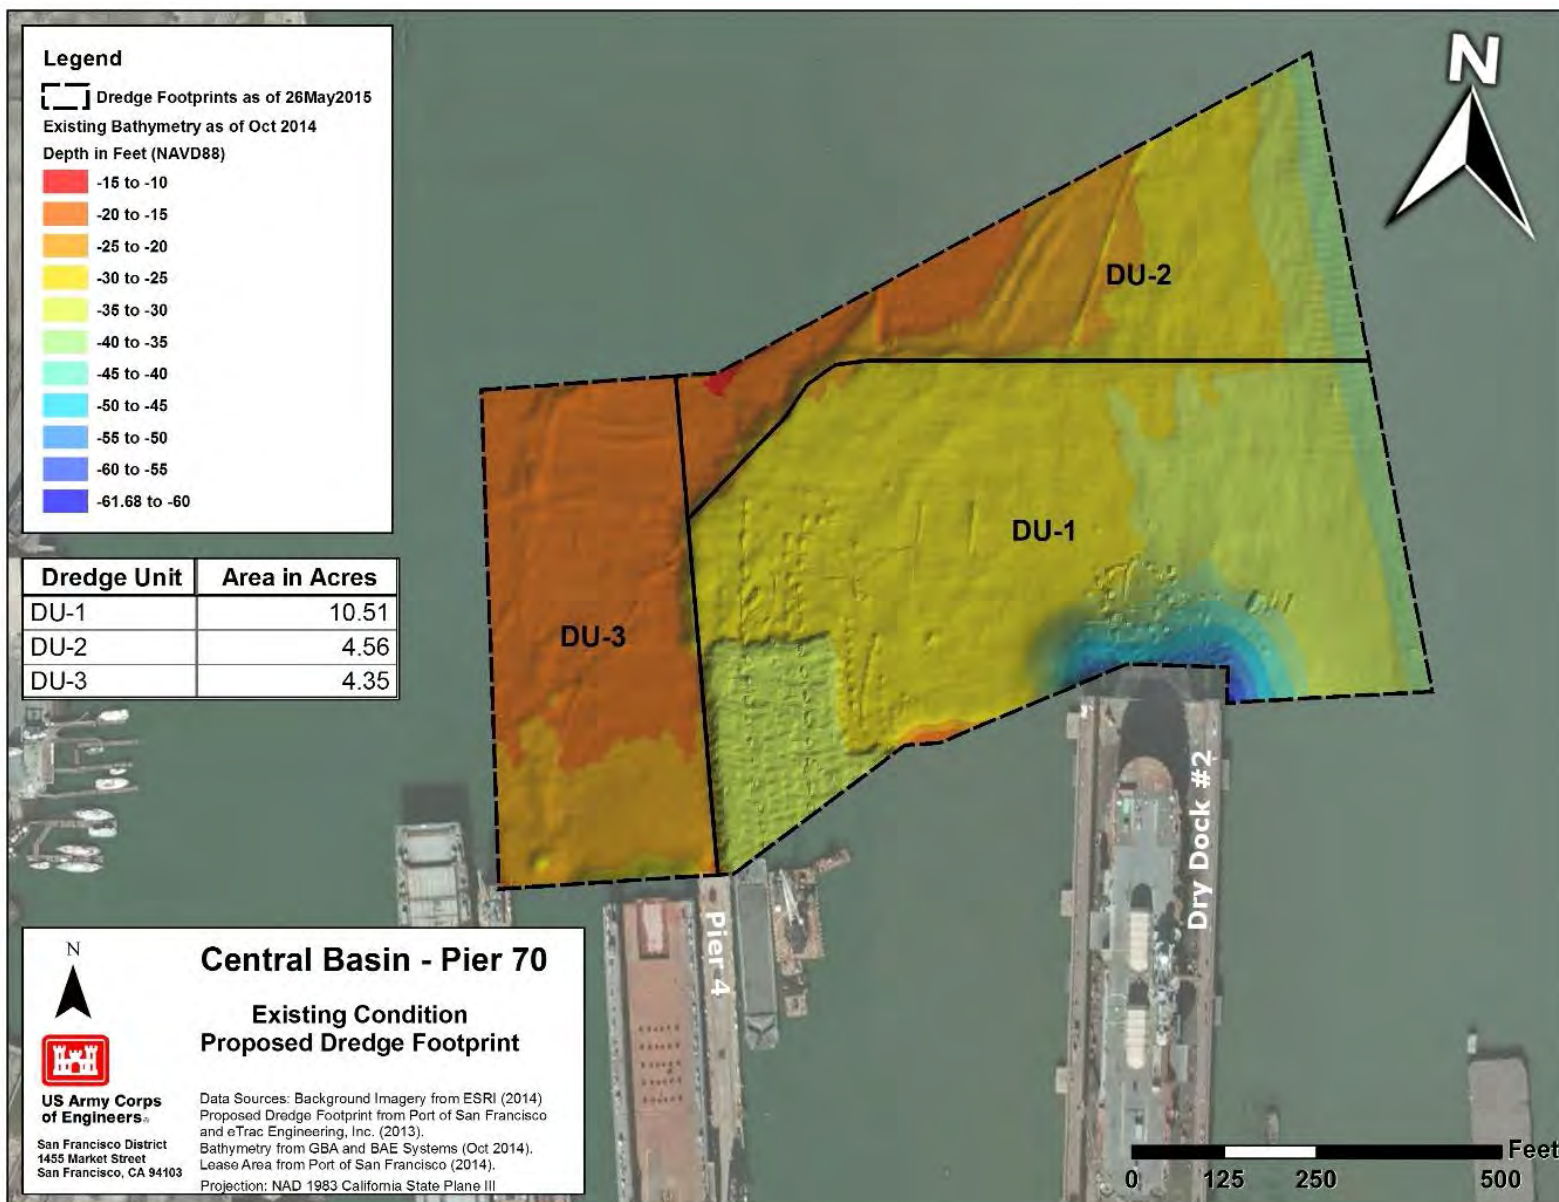 Legend
Dredge Footprints as of 26May2015
Existing Bathymetry as of Oct 2014
Depth in Feet (NAVD88)
-15 to -10
-20 to -15
-25 to -20
-30 to -25
-35 to -30
-40 to -35
-45 to -40
-50 to -45
-55 to -50
-60 to -55
-61.68 to -60
Dredge Unit Area in Acres
DU-1 10.51
DU-2 4.56
DU-3 4.35
N
DU-2
DU-1
DU-3
Pier 4
Dry Dock #2
N
Central Basin - Pier 70
Existing Condition
Proposed Dredge Footprint
US Army Corps
of Engineers®
San Francisco District
1455 Market Street
San Francisco, CA 94103
Data Sources: Background Imagery from ESRI (2014)
Proposed Dredge Footprint from Port of San Francisco
and eTrac Engineering, Inc. (2013).
Bathymetry from GBA and BAE Systems (Oct 2014).
Lease Area from Port of San Francisco (2014).
Projection: NAD 1983 California State Plane III
Feet
0 125 250 500